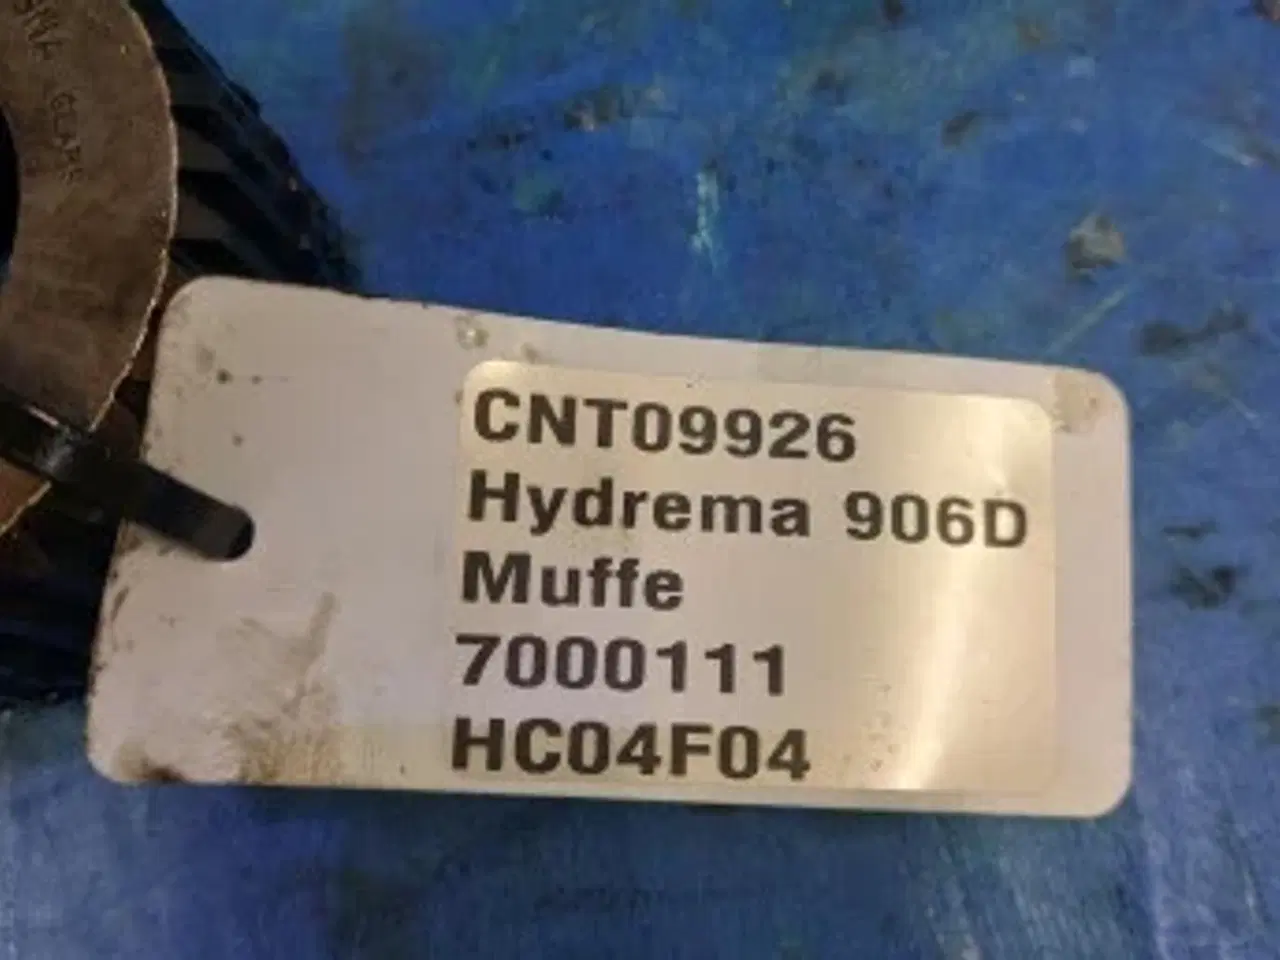 CNT09926
Hydrema 906D
Muffe
7000111
HC04F04